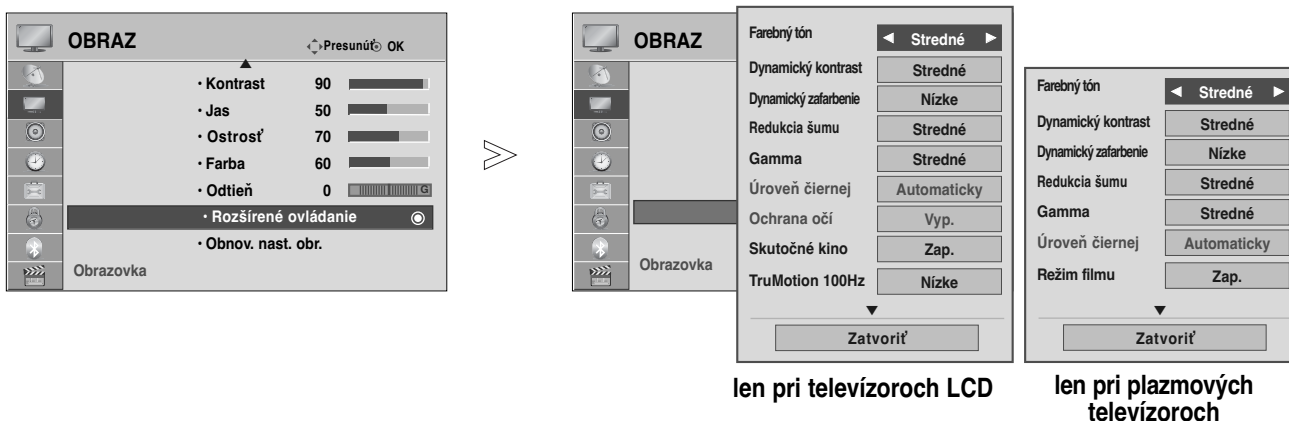 OBRAZ
Presunúť OK
• Kontrast 90
• Jas 50
• Ostrosť 70
• Farba 60
• Odtieň 0 G
• Rozšírené ovládanie
• Obnov. nast. obr.
Obrazovka
OBRAZ
Obrazovka
Farebný tón Stredné
Dynamický kontrast Stredné
Dynamický zafarbenie Nízke
Redukcia šumu Stredné
Gamma Stredné
Úroveň čiernej Automaticky
Ochrana očí Vyp.
Skutočné kino Zap.
TruMotion 100Hz Nízke
Zatvoriť
len pri televízoroch LCD
Farebný tón Stredné
Dynamický kontrast Stredné
Dynamický zafarbenie Nízke
Redukcia šumu Stredné
Gamma Stredné
Úroveň čiernej Automaticky
Režim filmu Zap.
Zatvoriť
len pri plazmových
televízoroch